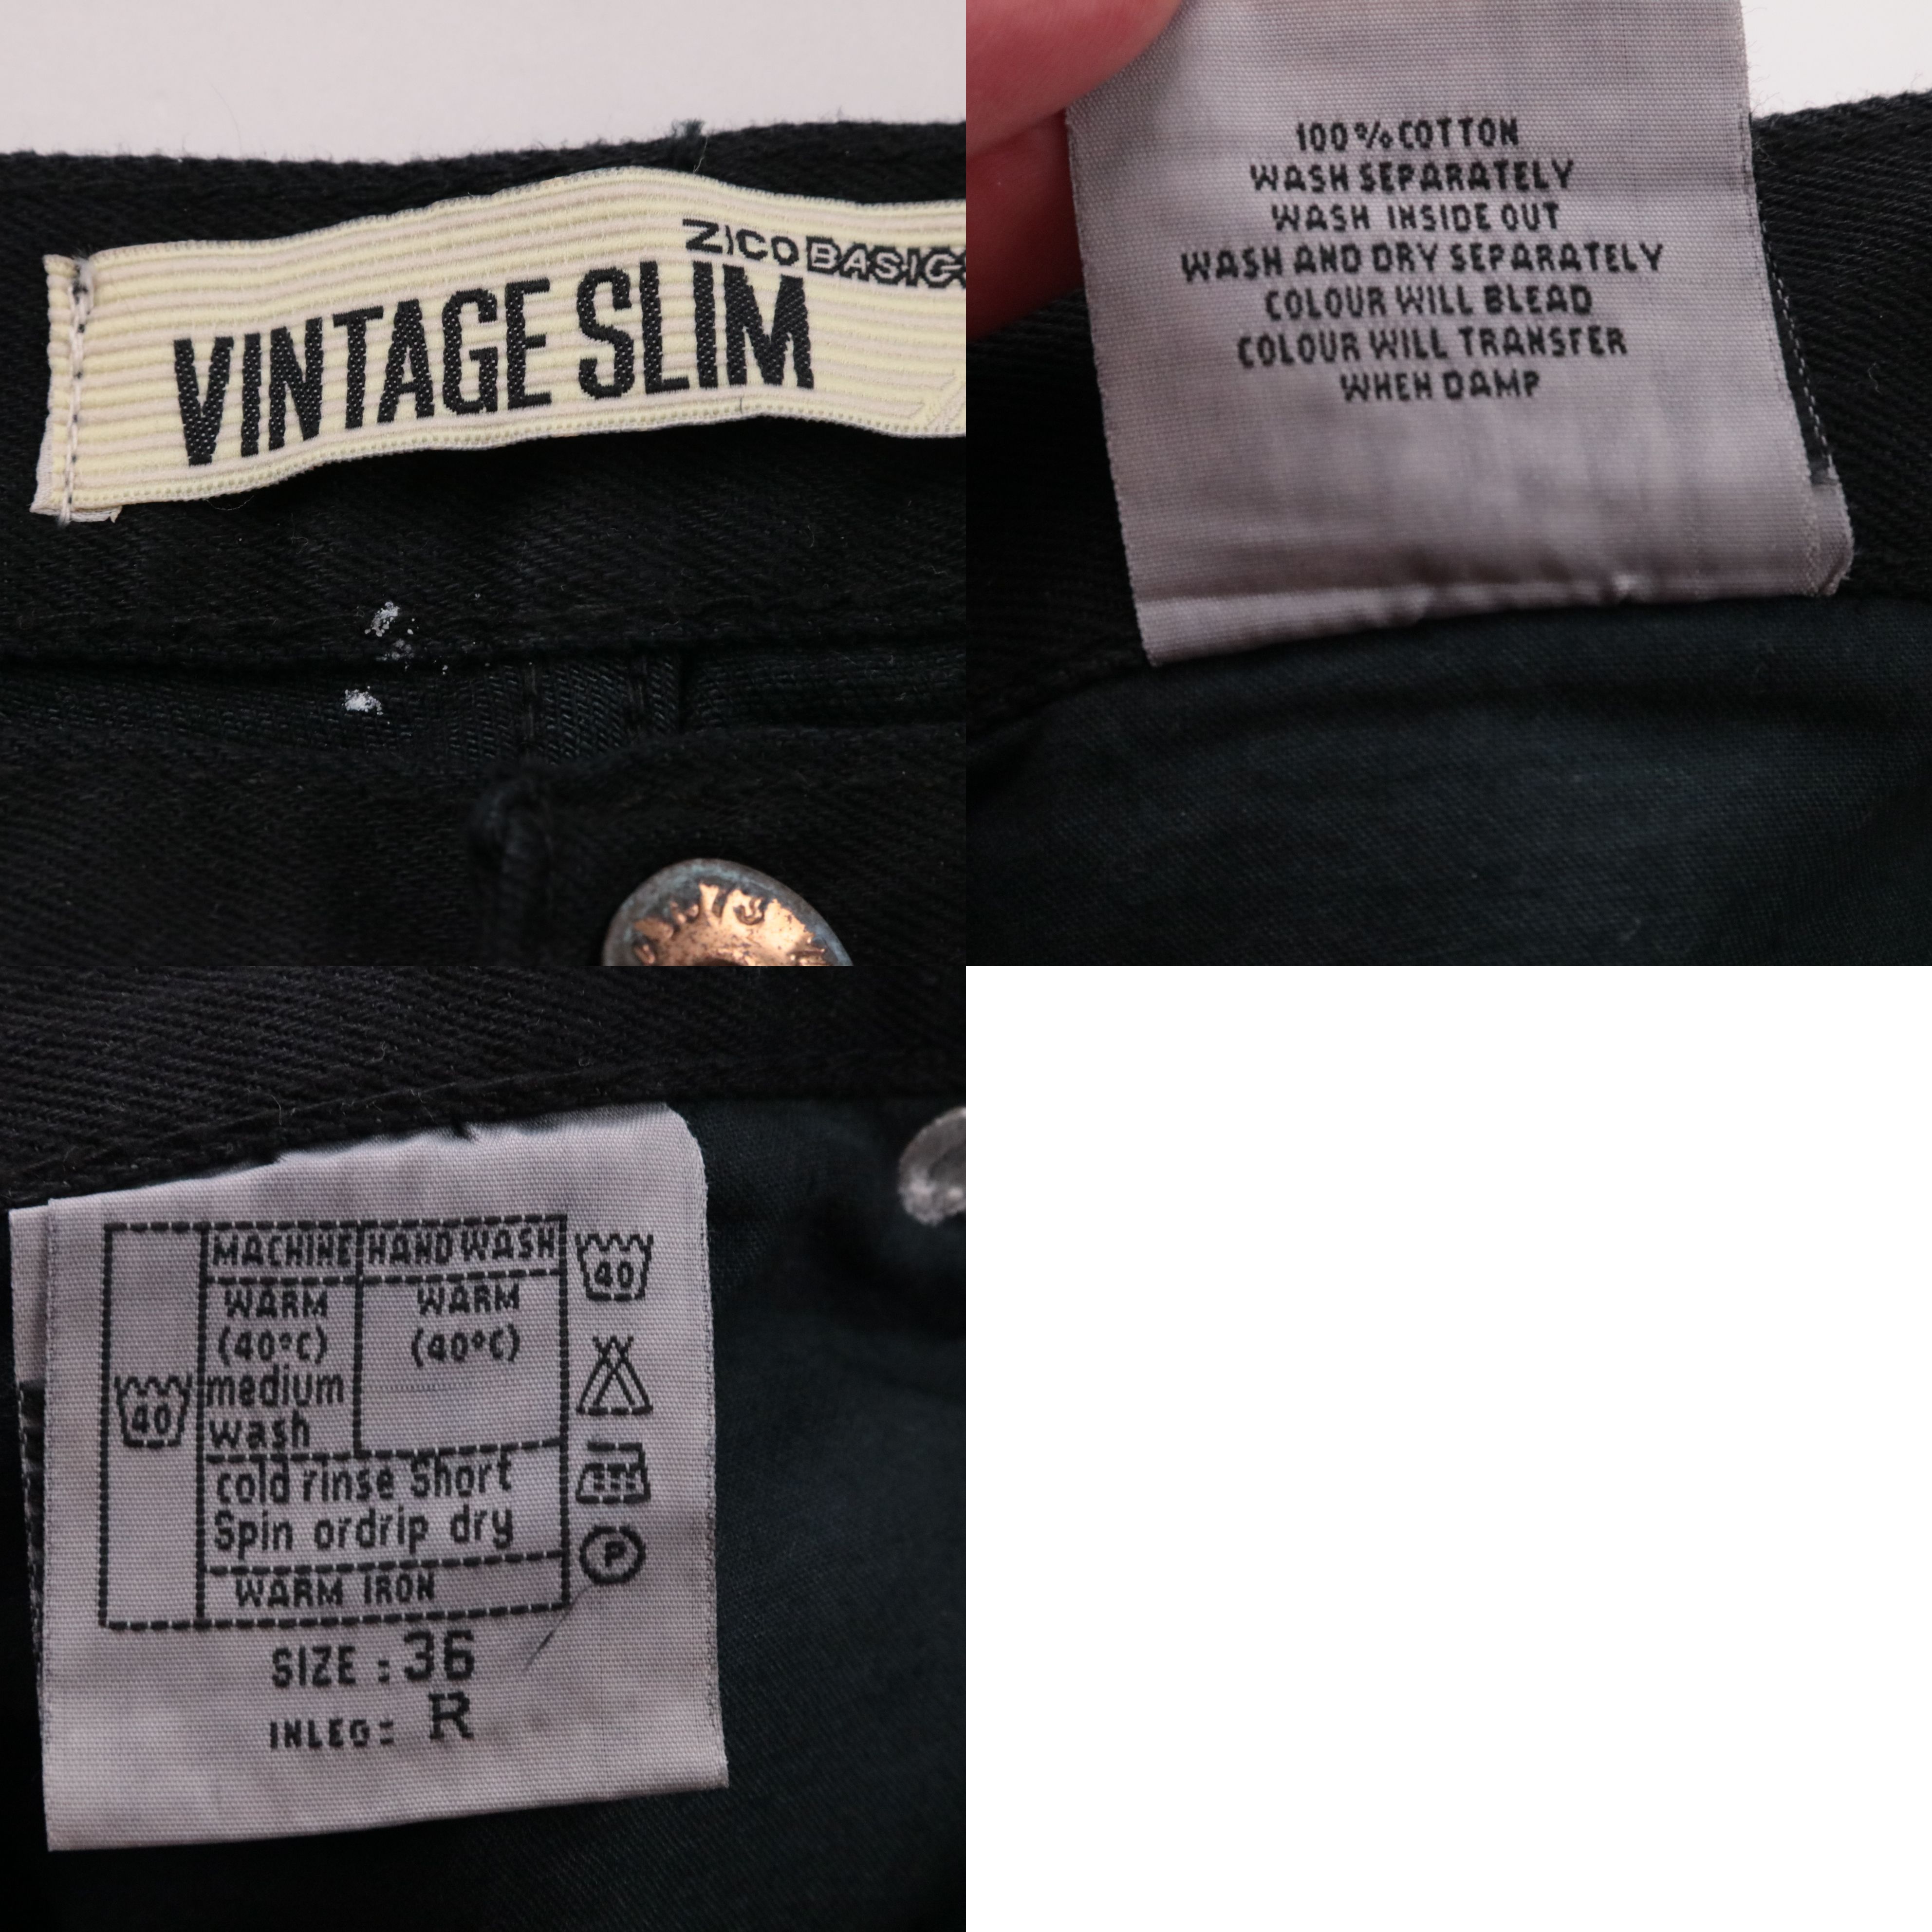 ZICO BASICS
VINTAGE SLIM
100%COTTON
WASH SEPARATELY
WASH INSIDE OUT
WASH AND DRY SEPARATELY
COLOUR WILL BLEAD
COLOUR WILL TRANSFER
WHEN DAMP
MACHINE HAND WASH
WARM WARM
(40°C) (40°C)
medium
wash
cold rinse Short
Spin ordrip dry
WARM IRON
40
40
P
SIZE : 36
INLEG= R